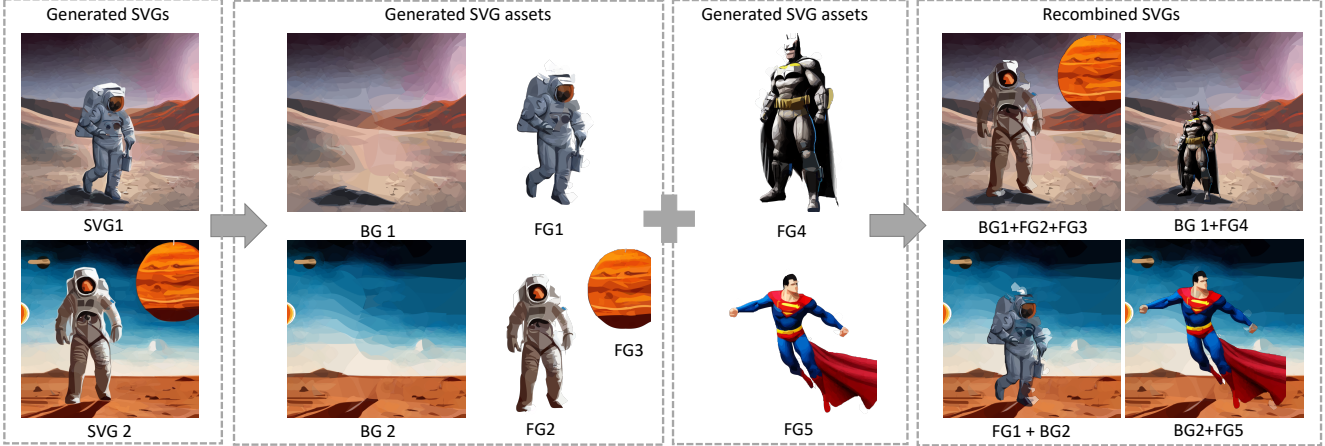 Generated SVGs
Generated SVG assets
Generated SVG assets
Recombined SVGs
SVG1
BG 1
FG1
FG4
BG1+FG2+FG3
BG 1+FG4
FG3
SVG 2
BG 2
FG2
FG5
FG1 + BG2
BG2+FG5